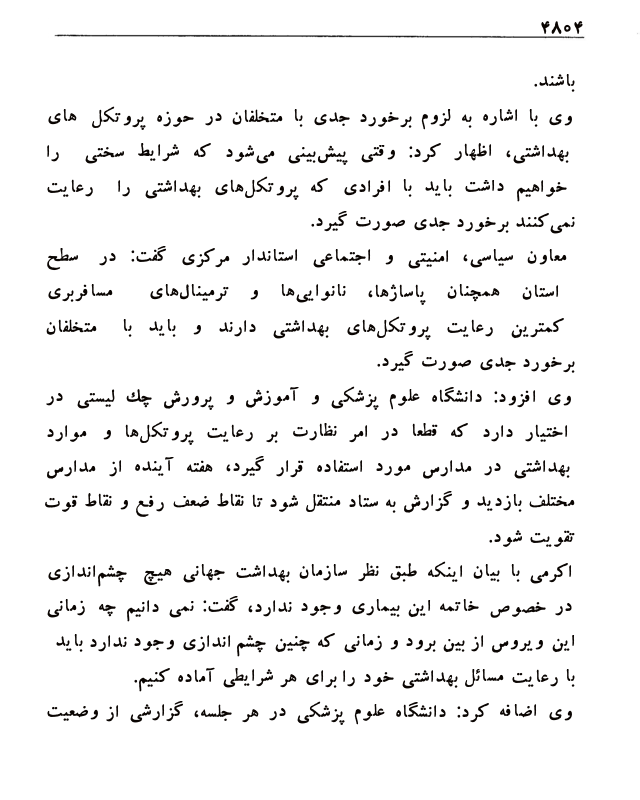 ۴۸۰۴
باشند.
وی با اشاره به لزوم برخورد جدی با متخلفان در حوزه پروتکل های
بهداشتی، اظهار کرد: وقتی پیش‌بینی می‌شود که شرایط سختی را
خواهیم داشت باید با افرادی که پروتکل‌های بهداشتی را رعایت
نمی‌کنند برخورد جدی صورت گیرد.
معاون سیاسی، امنیتی و اجتماعی استاندار مرکزی گفت: در سطح
استان همچنان پاساژها، نانوایی‌ها و ترمینال‌های مسافربری
کمترین رعایت پروتکل‌های بهداشتی دارند و باید با متخلفان
برخورد جدی صورت گیرد.
وی افزود: دانشگاه علوم پزشکی و آموزش و پرورش چك لیستی در
اختیار دارد که قطعا در امر نظارت بر رعایت پروتکل‌ها و موارد
بهداشتی در مدارس مورد استفاده قرار گیرد، هفته آینده از مدارس
مختلف بازدید و گزارش به ستاد منتقل شود تا نقاط ضعف رفع و نقاط قوت
تقویت شود.
اکرمی با بیان اینکه طبق نظر سازمان بهداشت جهانی هیچ چشم‌اندازی
در خصوص خاتمه این بیماری وجود ندارد، گفت: نمی دانیم چه زمانی
این ویروس از بین برود و زمانی که چنین چشم اندازی وجود ندارد باید
با رعایت مسائل بهداشتی خود را برای هر شرایطی آماده کنیم.
وی اضافه کرد: دانشگاه علوم پزشکی در هر جلسه، گزارشی از وضعیت